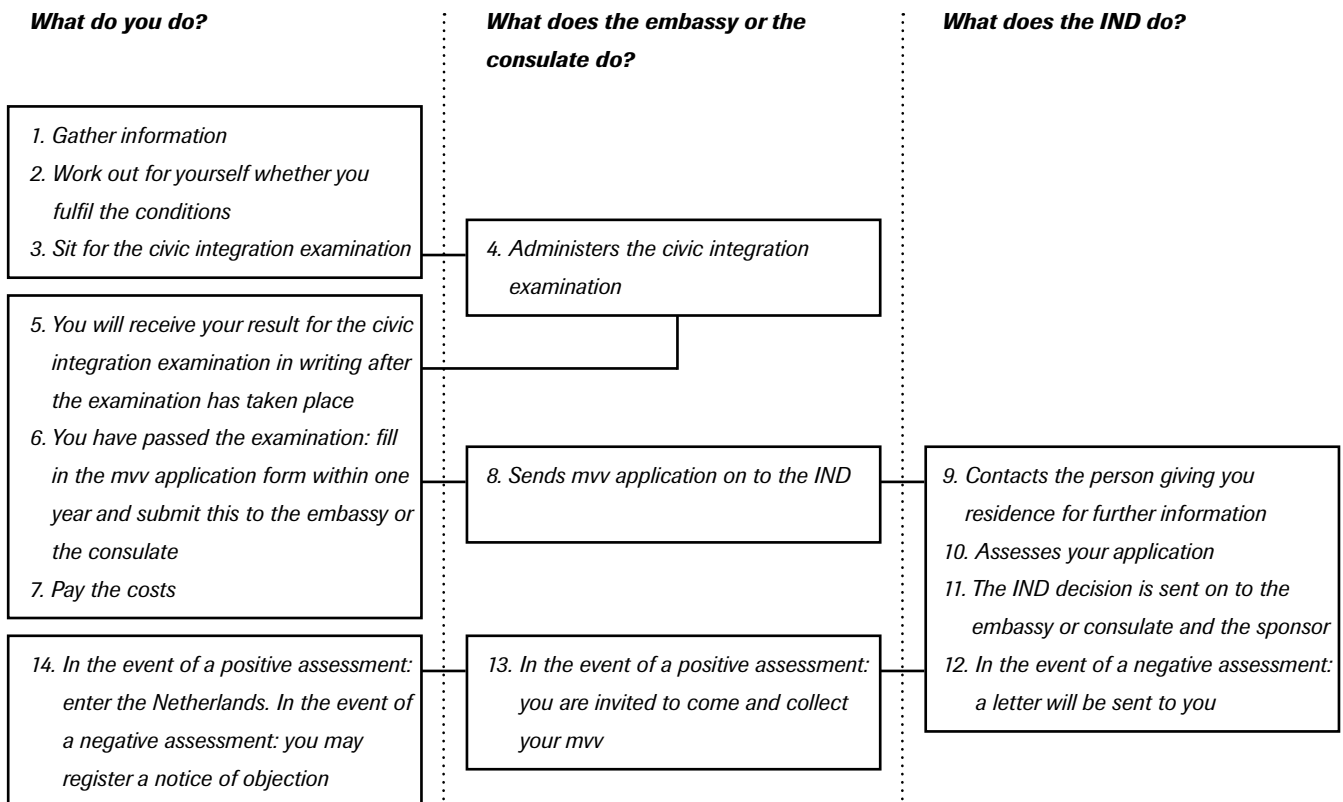 What do you do?
What does the embassy or the
consulate do?
What does the IND do?
1. Gather information
2. Work out for yourself whether you
fulfil the conditions
3. Sit for the civic integration examination
4. Administers the civic integration
examination
5. You will receive your result for the civic
integration examination in writing after
the examination has taken place
6. You have passed the examination: fill
in the mvv application form within one
year and submit this to the embassy or
the consulate
7. Pay the costs
8. Sends mvv application on to the IND
9. Contacts the person giving you
residence for further information
10. Assesses your application
11. The IND decision is sent on to the
embassy or consulate and the sponsor
12. In the event of a negative assessment:
a letter will be sent to you
13. In the event of a positive assessment:
you are invited to come and collect
your mvv
14. In the event of a positive assessment:
enter the Netherlands. In the event of
a negative assessment: you may
register a notice of objection